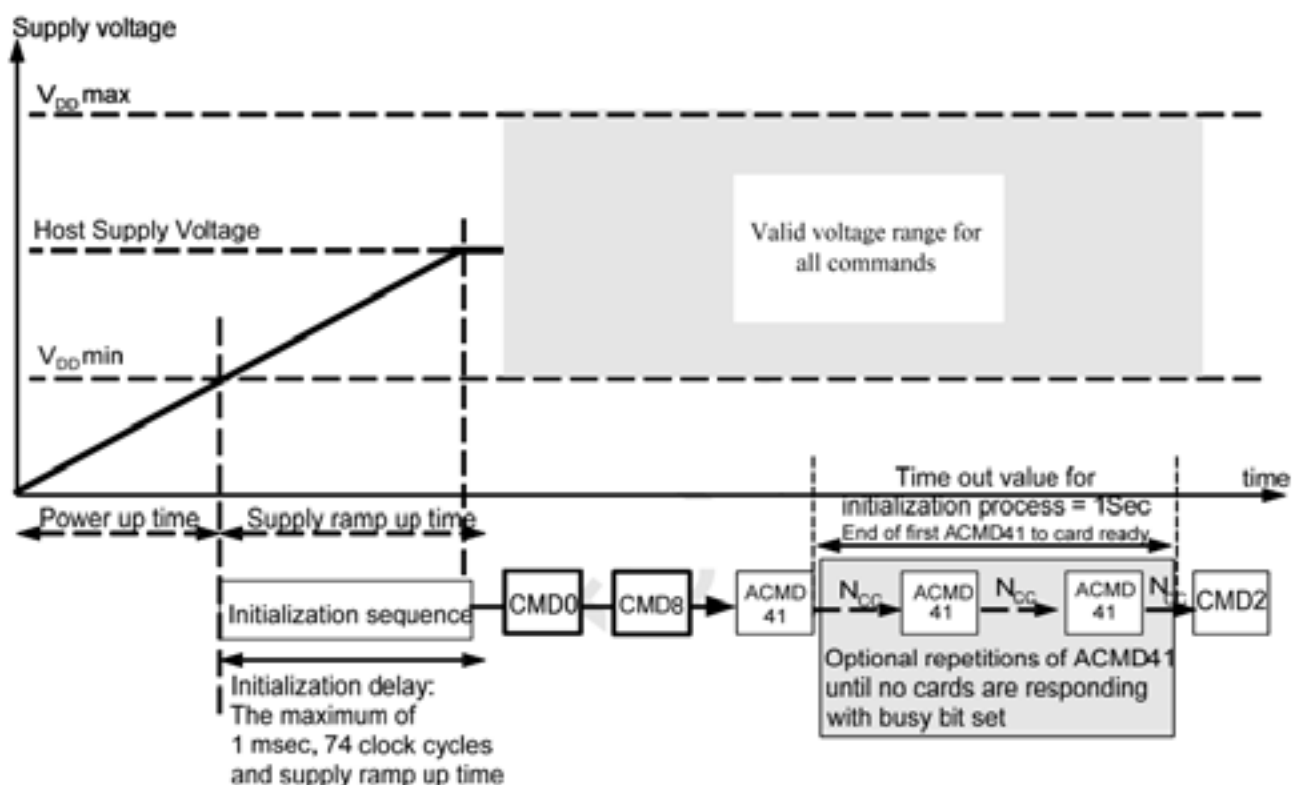 Supply voltage
VDD max
Host Supply Voltage
Valid voltage range for
all commands
VDD min
Time out value for
initialization process = 1Sec
End of first ACMD41 to card ready
time
Power up time
Supply ramp up time
Initialization sequence
CMD0
CMD8
ACMD
41
NCC
ACMD
41
NCC
ACMD
41
NCC
CMD2
Optional repetitions of ACMD41
until no cards are responding
with busy bit set
Initialization delay:
The maximum of
1 msec, 74 clock cycles
and supply ramp up time